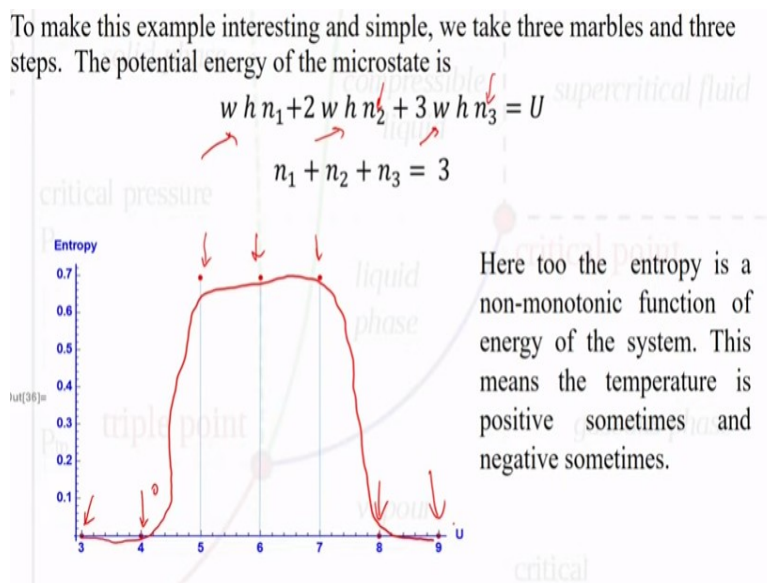 To make this example interesting and simple, we take three marbles and three
steps. The potential energy of the microstate is
w h n₁+2 w h n₂ + 3 w h n₃ = U
n₁ + n₂ + n₃ = 3
compressible
liquid
supercritical fluid
critical pressure
critical point
liquid
phase
triple point
critical
Entropy
0.7
0.6
0.5
0.4
0.3
0.2
0.1
3 4 5 6 7 8 9 U
Here too the entropy is a
non-monotonic function of
energy of the system. This
means the temperature is
positive sometimes and
negative sometimes.